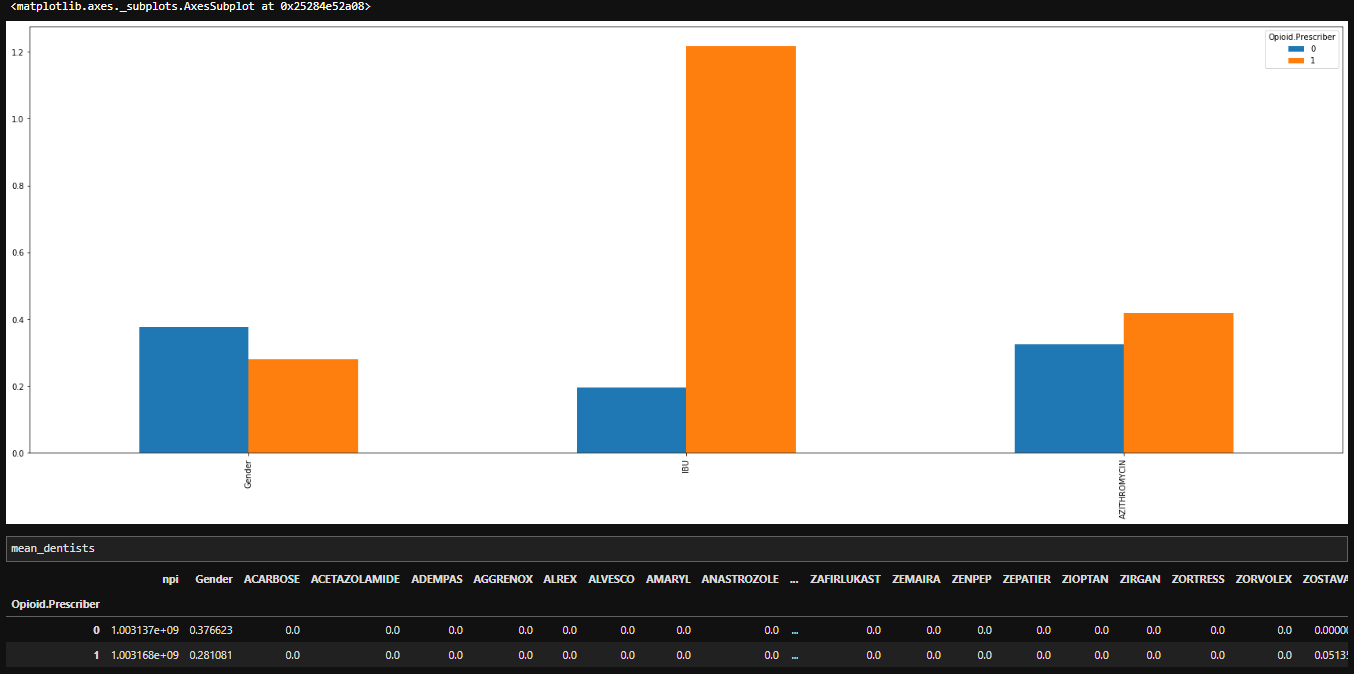 <matplotlib.axes._subplots.AxesSubplot at 0x25284e52a08>
Opioid.Prescriber
0
1
1.2
1.0
0.8
0.6
0.4
0.2
0.0
Gender
IBU
AZITHROMYCIN
mean_dentists
npi Gender ACARBOSE ACETAZOLAMIDE ADEMPAS AGGRENOX ALREX ALVESCO AMARYL ANASTROZOLE ... ZAFIRLUKAST ZEMAIRA ZENPEP ZEPATIER ZIOPTAN ZIRGAN ZORTRESS ZORVOLEX ZOSTAVA
Opioid.Prescriber
0 1.003137e+09 0.376623 0.0 0.0 0.0 0.0 0.0 0.0 0.0 0.0 ... 0.0 0.0 0.0 0.0 0.0 0.0 0.0 0.0 0.0000
1 1.003168e+09 0.281081 0.0 0.0 0.0 0.0 0.0 0.0 0.0 0.0 ... 0.0 0.0 0.0 0.0 0.0 0.0 0.0 0.0 0.0513